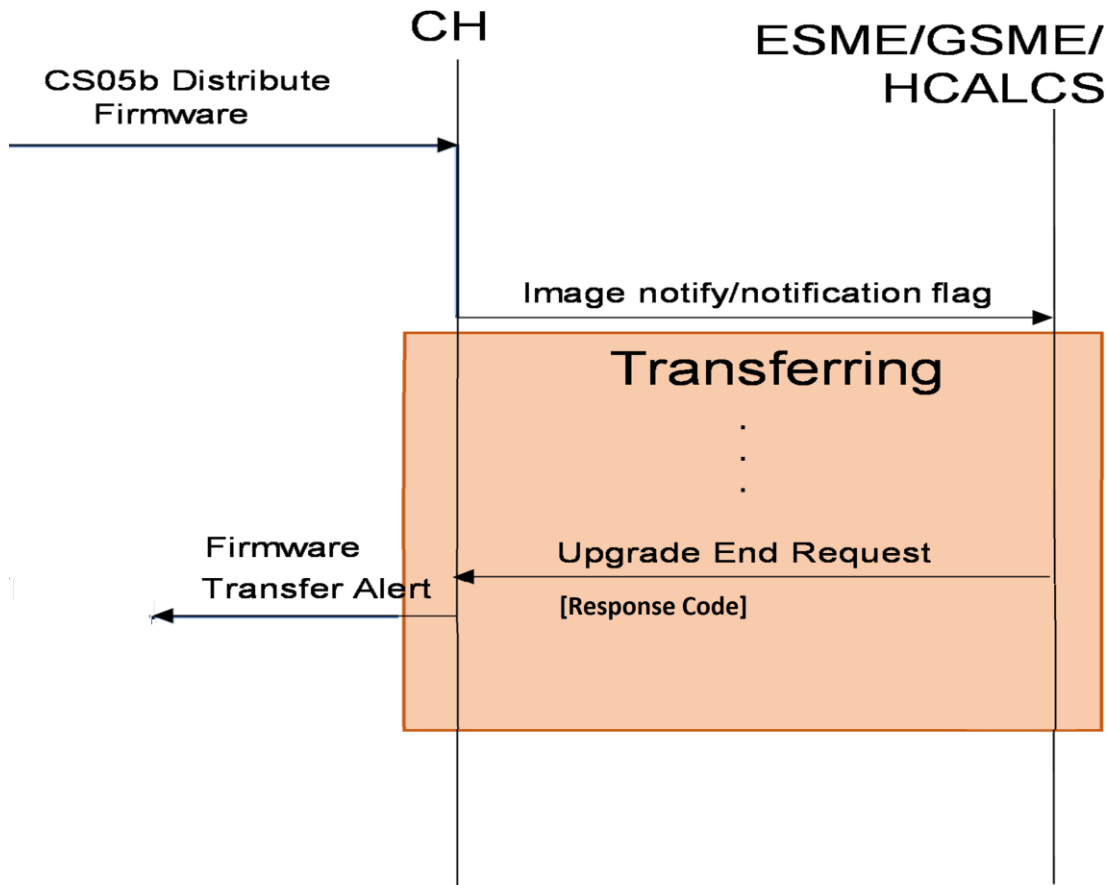 CH
ESME/GSME/
HCALCS
CS05b Distribute
Firmware
Image notify/notification flag
Transferring
.
.
.
Upgrade End Request
[Response Code]
Firmware
Transfer Alert